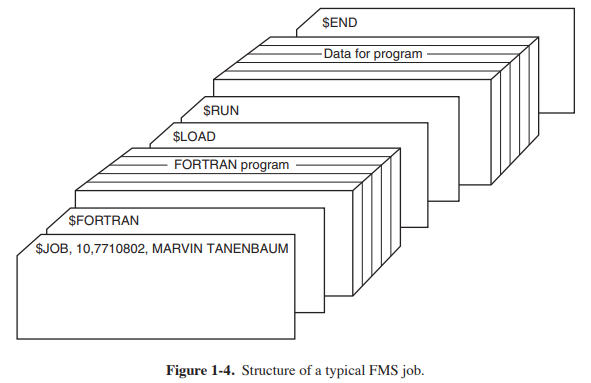 $END
Data for program
$RUN
$LOAD
FORTRAN program
$FORTRAN
$JOB, 10,7710802, MARVIN TANENBAUM
Figure 1-4. Structure of a typical FMS job.